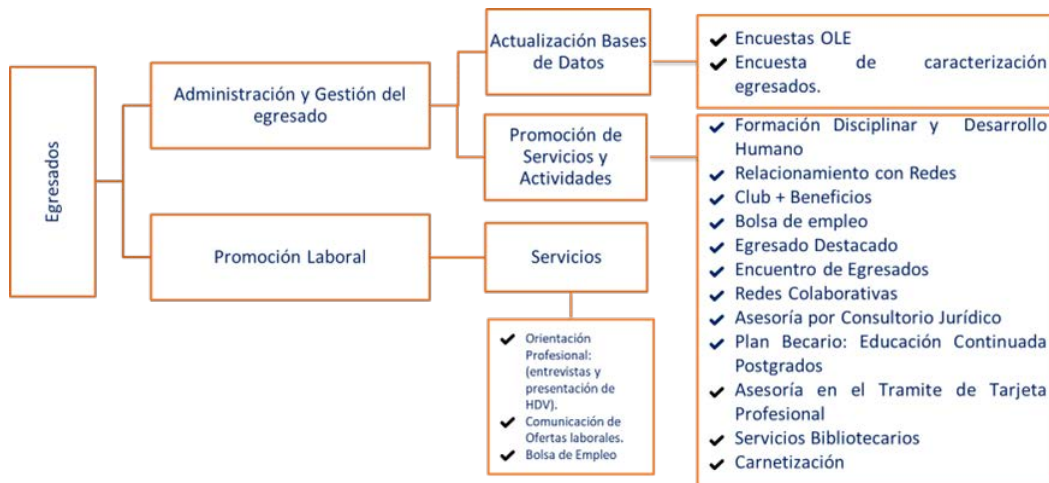 Egresados
Administración y Gestión del
egresado
Promoción Laboral
Actualización Bases
de Datos
Promoción de
Servicios y
Actividades
Servicios
Orientación
Profesional:
(entrevistas y
presentación de
HDV).
Comunicación de
Ofertas laborales.
Bolsa de Empleo
Encuestas OLE
Encuesta de caracterización
egresados.
Formación Disciplinar y Desarrollo
Humano
Relacionamiento con Redes
Club + Beneficios
Bolsa de empleo
Egresado Destacado
Encuentro de Egresados
Redes Colaborativas
Asesoría por Consultorio Jurídico
Plan Becario: Educación Continuada
Postgrados
Asesoría en el Tramite de Tarjeta
Profesional
Servicios Bibliotecarios
Carnetización